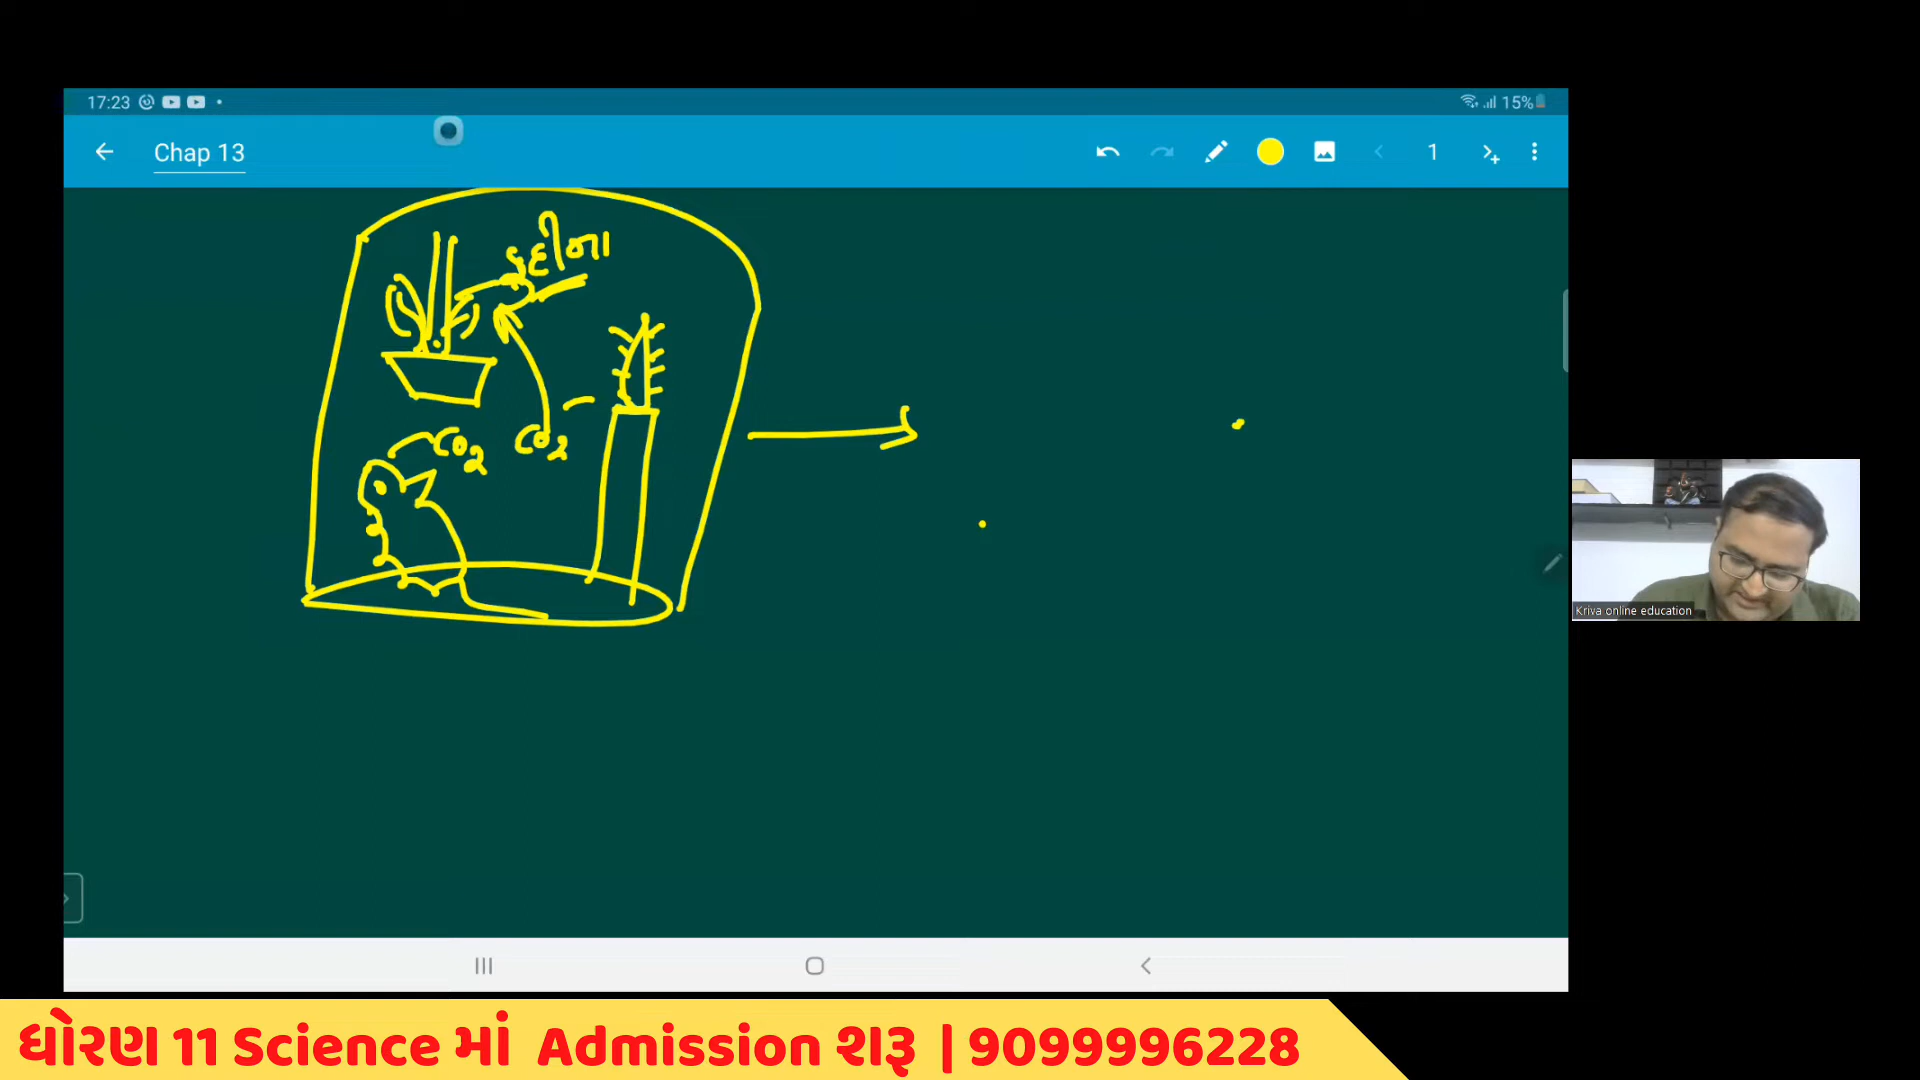 17:23
15%
Chap 13
1
ફુદીના
CO2
CO2
Kriva online education
ધોરણ 11 Science માં Admission શરૂ | 9099996228